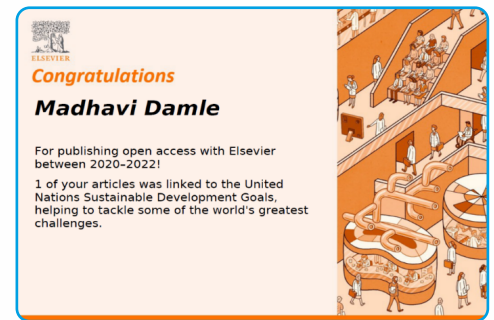 ELSEVIER
Congratulations
Madhavi Damle
For publishing open access with Elsevier
between 2020–2022!
1 of your articles was linked to the United
Nations Sustainable Development Goals,
helping to tackle some of the world's greatest
challenges.